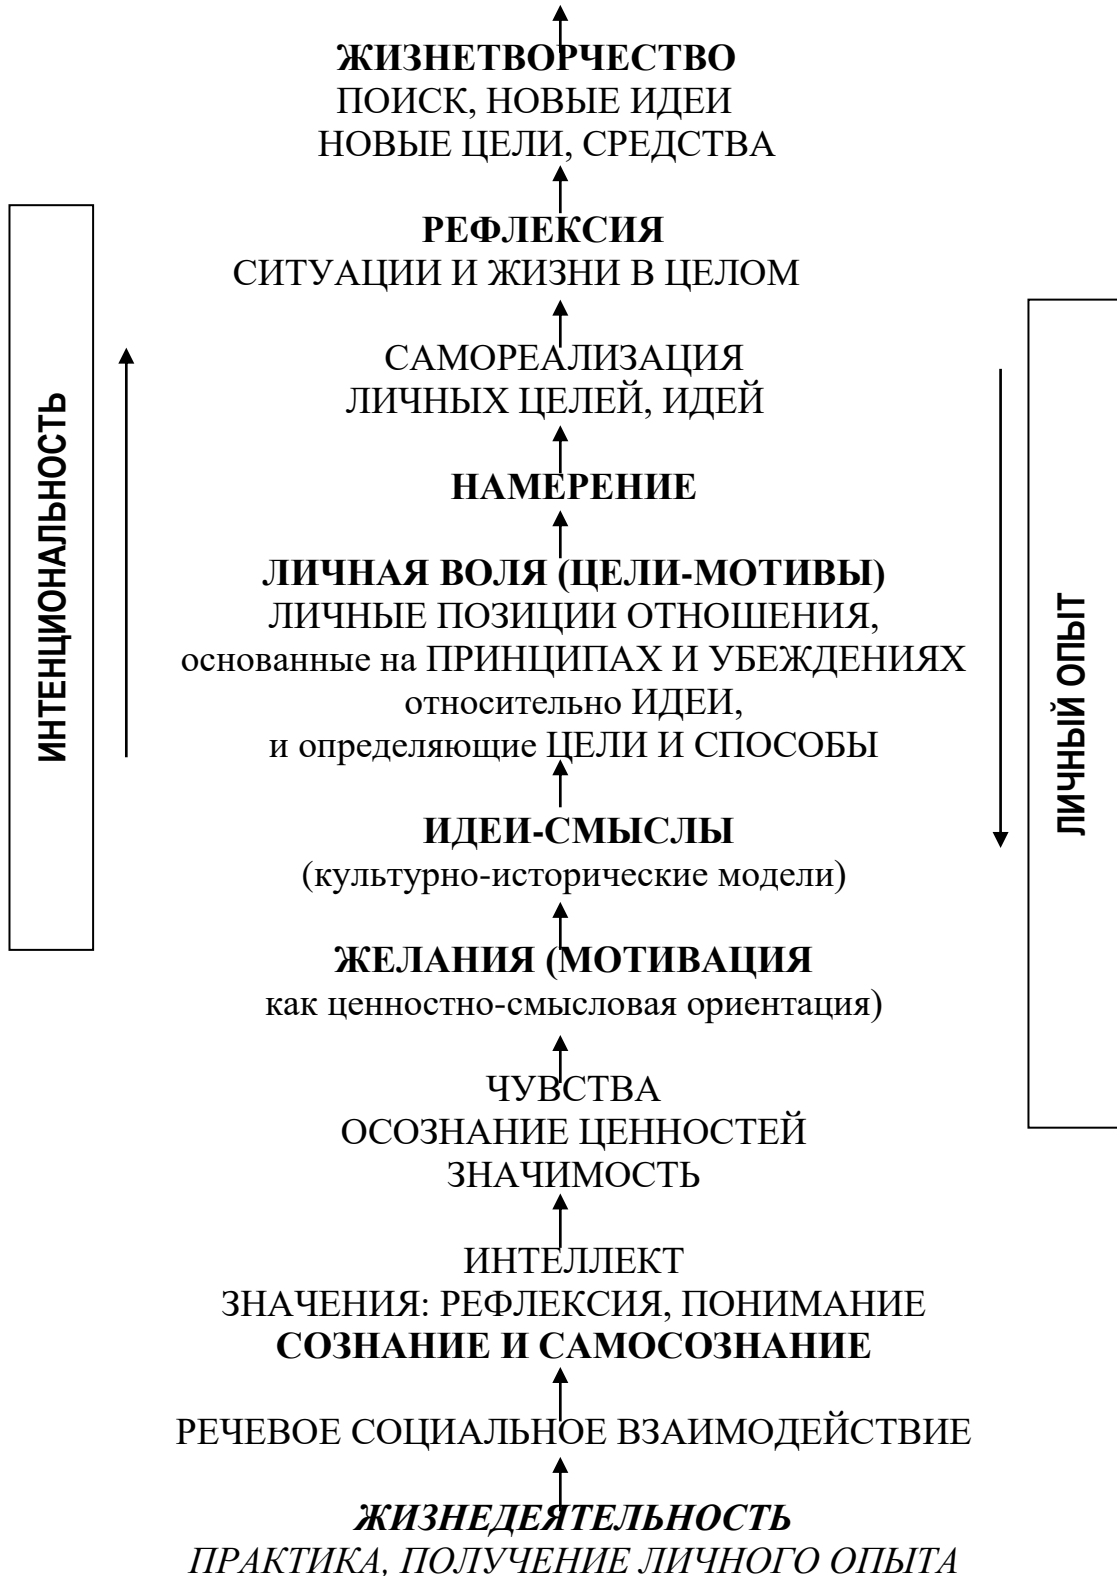 ЖИЗНЕТВОРЧЕСТВО
ПОИСК, НОВЫЕ ИДЕИ
НОВЫЕ ЦЕЛИ, СРЕДСТВА
РЕФЛЕКСИЯ
СИТУАЦИИ И ЖИЗНИ В ЦЕЛОМ
САМОРЕАЛИЗАЦИЯ
ЛИЧНЫХ ЦЕЛЕЙ, ИДЕЙ
НАМЕРЕНИЕ
ЛИЧНАЯ ВОЛЯ (ЦЕЛИ-МОТИВЫ)
ЛИЧНЫЕ ПОЗИЦИИ ОТНОШЕНИЯ,
основанные на ПРИНЦИПАХ И УБЕЖДЕНИЯХ
относительно ИДЕИ,
и определяющие ЦЕЛИ И СПОСОБЫ
ИДЕИ-СМЫСЛЫ
(культурно-исторические модели)
ЖЕЛАНИЯ (МОТИВАЦИЯ
как ценностно-смысловая ориентация)
ЧУВСТВА
ОСОЗНАНИЕ ЦЕННОСТЕЙ
ЗНАЧИМОСТЬ
ИНТЕЛЛЕКТ
ЗНАЧЕНИЯ: РЕФЛЕКСИЯ, ПОНИМАНИЕ
СОЗНАНИЕ И САМОСОЗНАНИЕ
РЕЧЕВОЕ СОЦИАЛЬНОЕ ВЗАИМОДЕЙСТВИЕ
ЖИЗНЕДЕЯТЕЛЬНОСТЬ
ПРАКТИКА, ПОЛУЧЕНИЕ ЛИЧНОГО ОПЫТА
ИНТЕНЦИОНАЛЬНОСТЬ
ЛИЧНЫЙ ОПЫТ